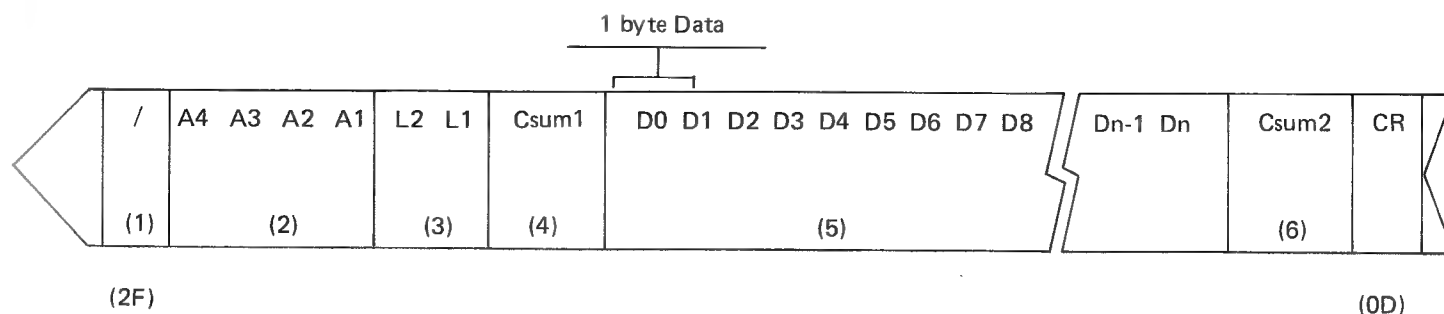 1 byte Data
/ A4 A3 A2 A1 L2 L1 Csum1 D0 D1 D2 D3 D4 D5 D6 D7 D8 Dn-1 Dn Csum2 CR
(1) (2) (3) (4) (5) (6)
(2F) (0D)